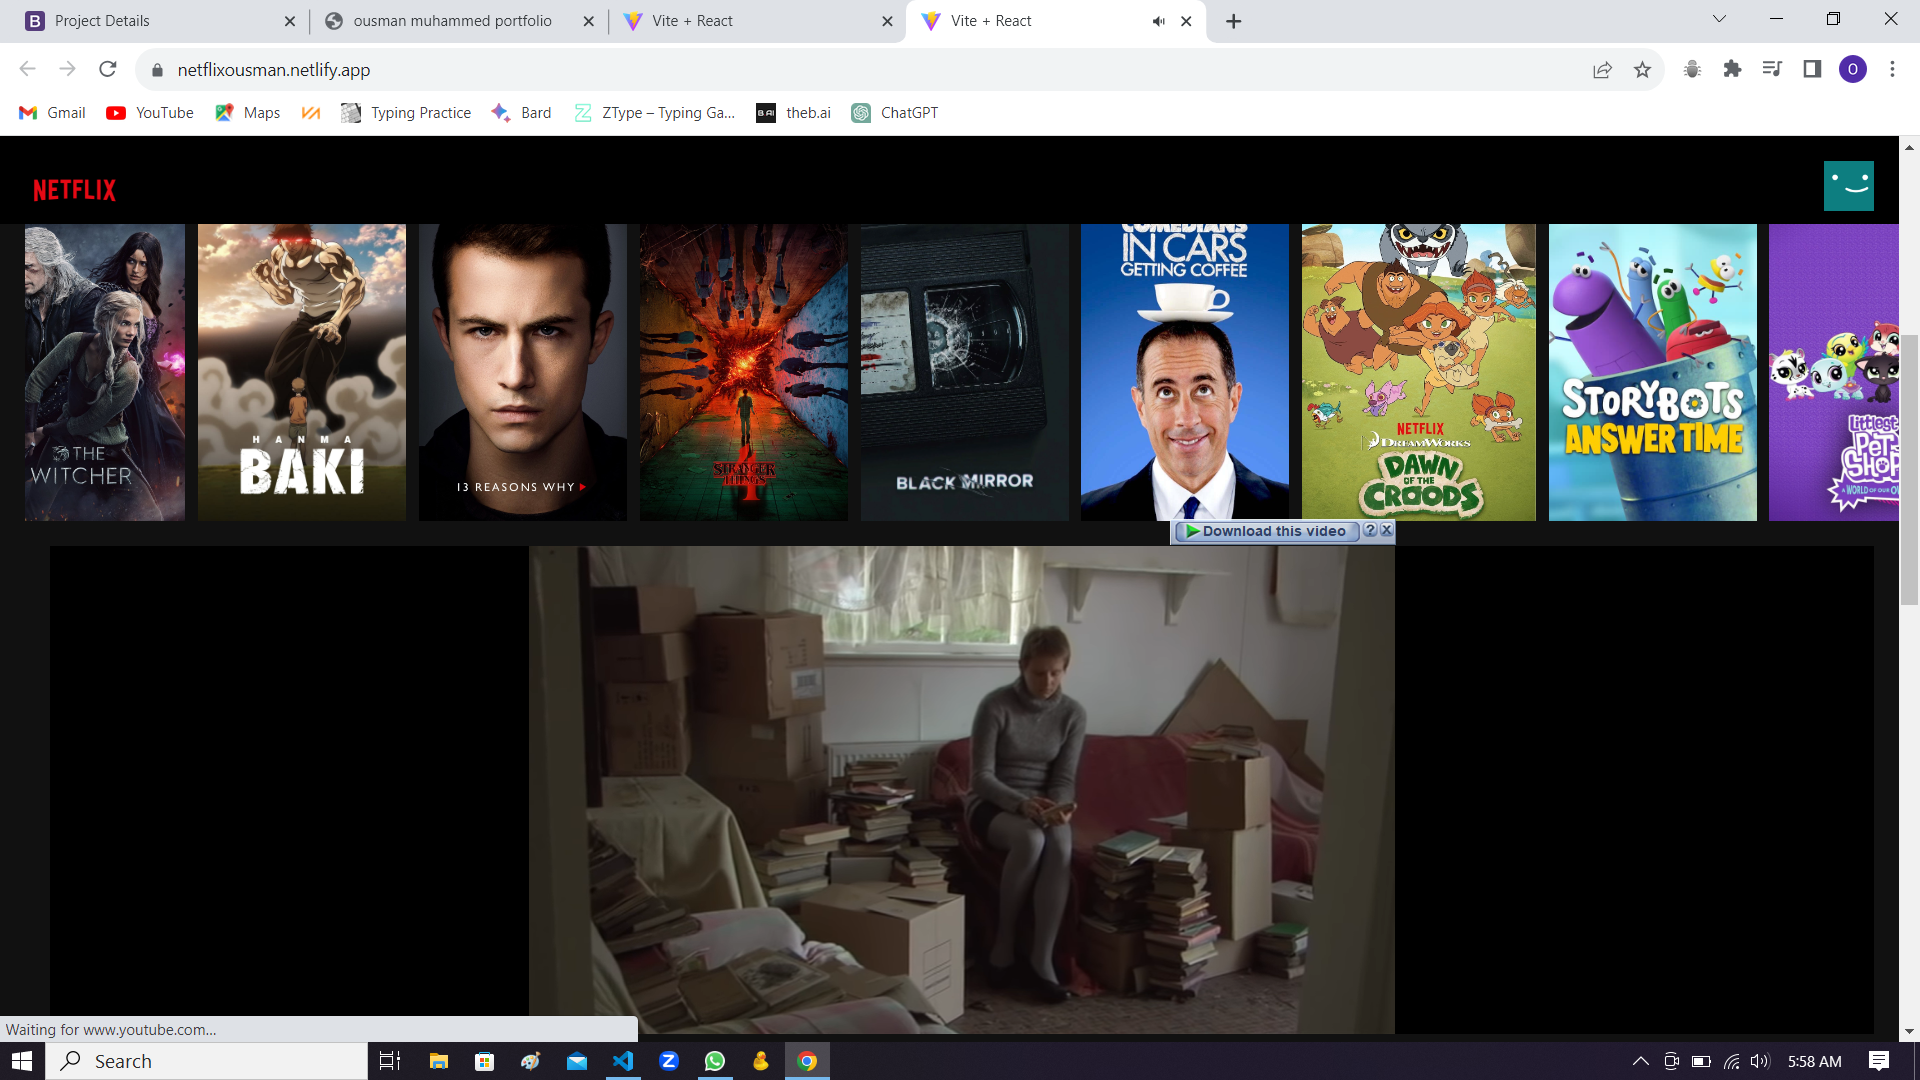 Project Details
ousman muhammed portfolio
Vite + React
Vite + React
netflixousman.netlify.app
O
Gmail
YouTube
Maps
Typing Practice
Bard
ZType – Typing Ga...
B AI
theb.ai
ChatGPT
NETFLIX
THE
WITCHER
HANMA
BAKI
13 REASONS WHY
STRANGER
THINGS
4
BLACK MIRROR
COMEDIANS
IN CARS
GETTING COFFEE
NETFLIX
DREAMWORKS
DAWN
OF THE
CROODS
STORYBOTS
ANSWER TIME
Littlest
Pet
Shop
A WORLD OF OUR
Download this video
?
Waiting for www.youtube.com...
Search
5:58 AM